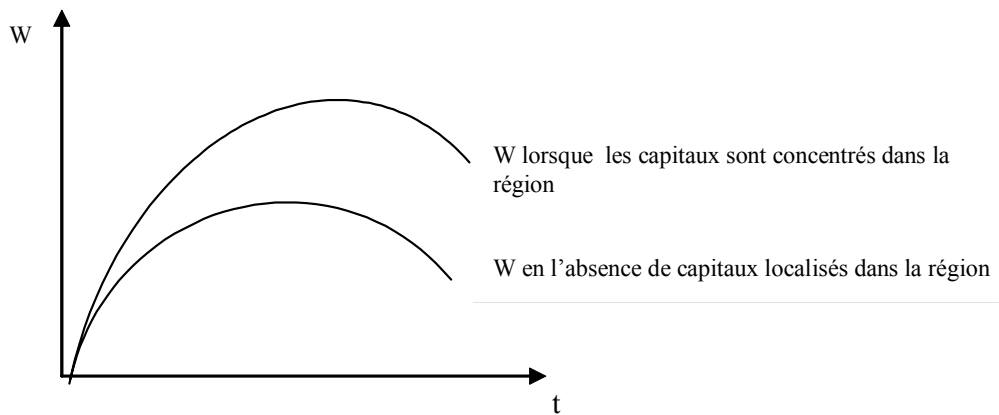 W
W lorsque les capitaux sont concentrés dans la
région
W en l’absence de capitaux localisés dans la région
t